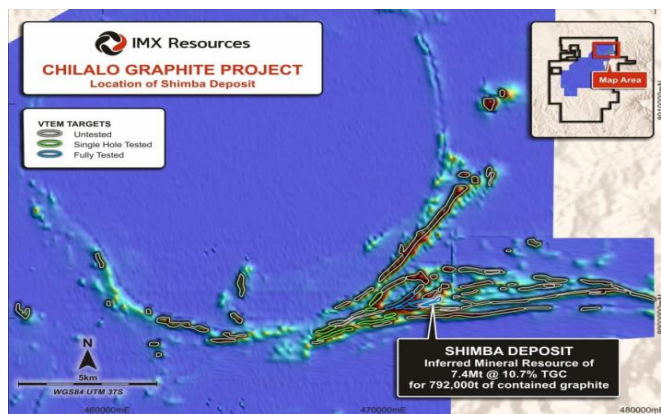 IMX Resources
CHILALO GRAPHITE PROJECT
Location of Shimba Deposit
Map Area
VTEM TARGETS
Untested
Single Hole Tested
Fully Tested
8910000mN
8900000mN
SHIMBA DEPOSIT
Inferred Mineral Resource of
7.4Mt @ 10.7% TGC
for 792,000t of contained graphite
N
5km
WGS84 UTM 37S
460000mE
470000mE
480000mE